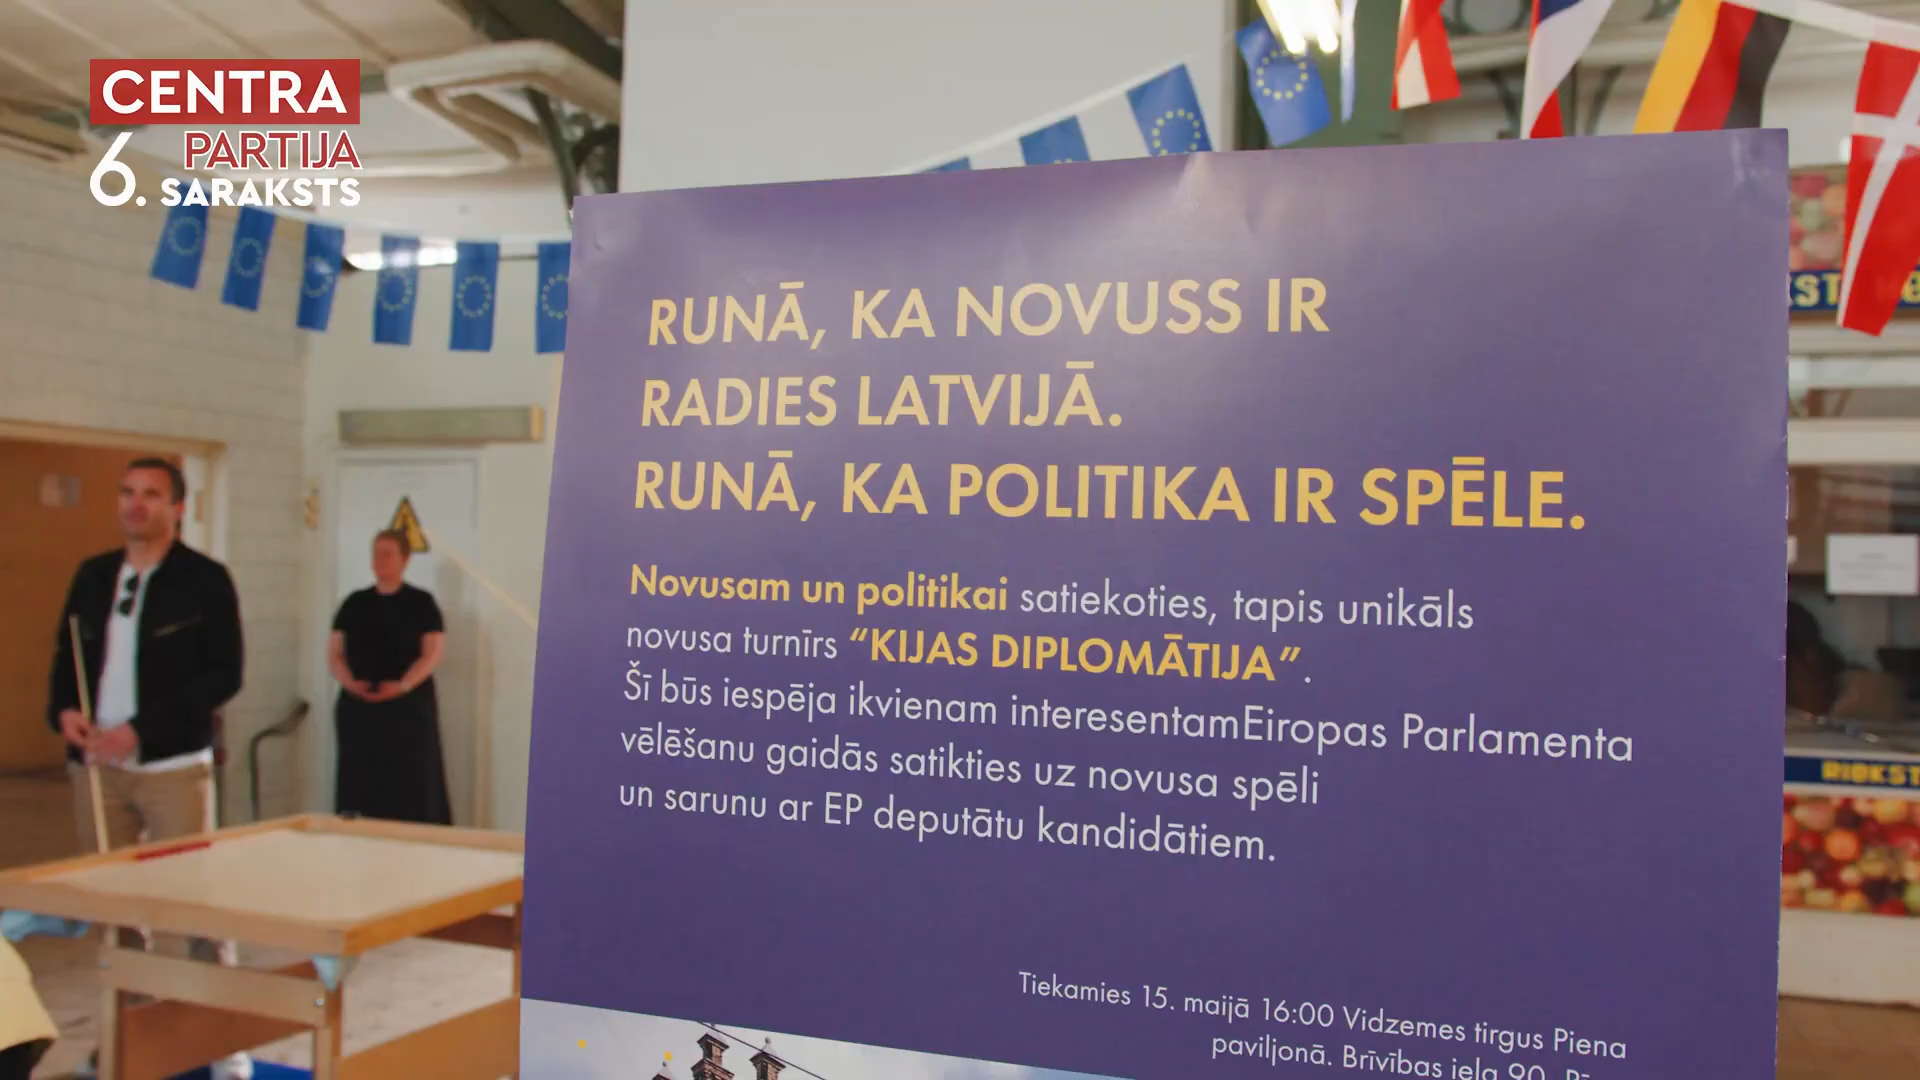 CENTRA
PARTIJA
6. SARAKSTS
RUNĀ, KA NOVUSS IR
RADIES LATVIJĀ.
RUNĀ, KA POLITIKA IR SPĒLE.
Novusam un politikai satiekoties, tapis unikāls
novusa turnīrs “KIJAS DIPLOMĀTIJA”.
Šī būs iespēja ikvienam interesentamEiropas Parlamenta
vēlēšanu gaidās satikties uz novusa spēli
un sarunu ar EP deputātu kandidātiem.
Tiekamies 15. maijā 16:00 Vidzemes tirgus Piena
paviljonā. Brīvības iela 90,